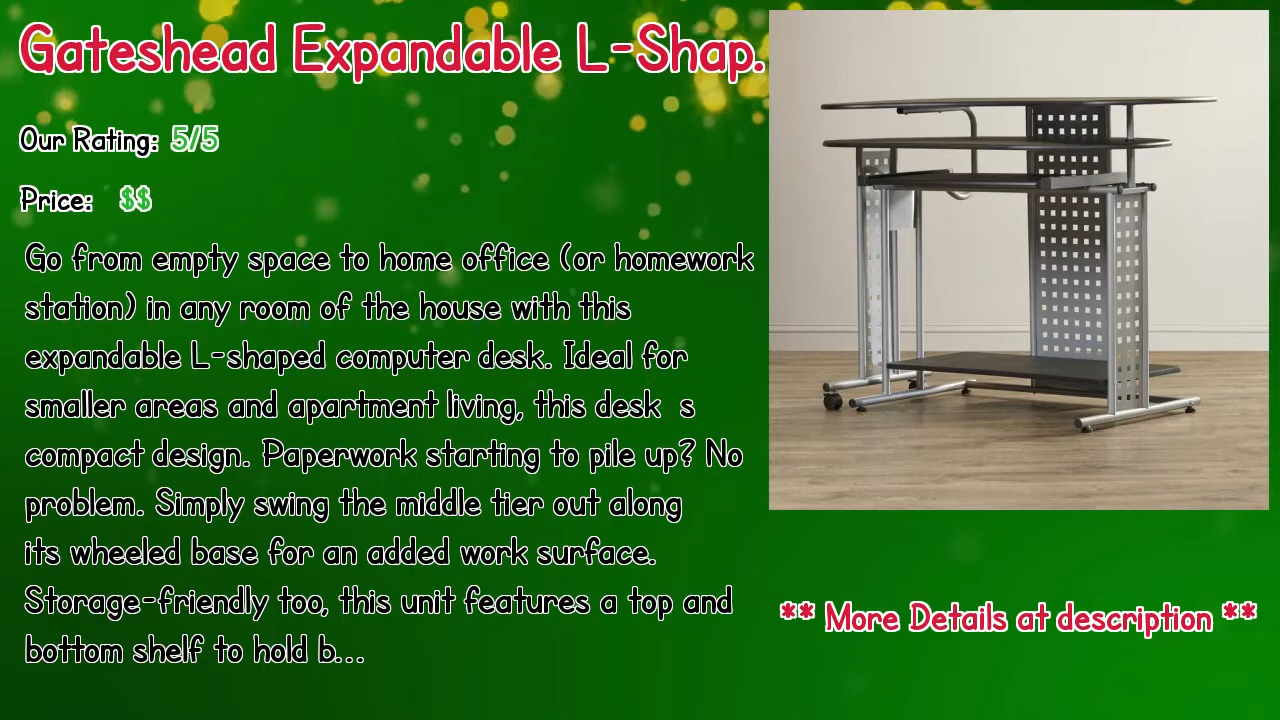 Gateshead Expandable L-Shap.
Our Rating: 5/5
Price: $$
Go from empty space to home office (or homework
station) in any room of the house with this
expandable L-shaped computer desk. Ideal for
smaller areas and apartment living, this desk s
compact design. Paperwork starting to pile up? No
problem. Simply swing the middle tier out along
its wheeled base for an added work surface.
Storage-friendly too, this unit features a top and
bottom shelf to hold b...
** More Details at description **